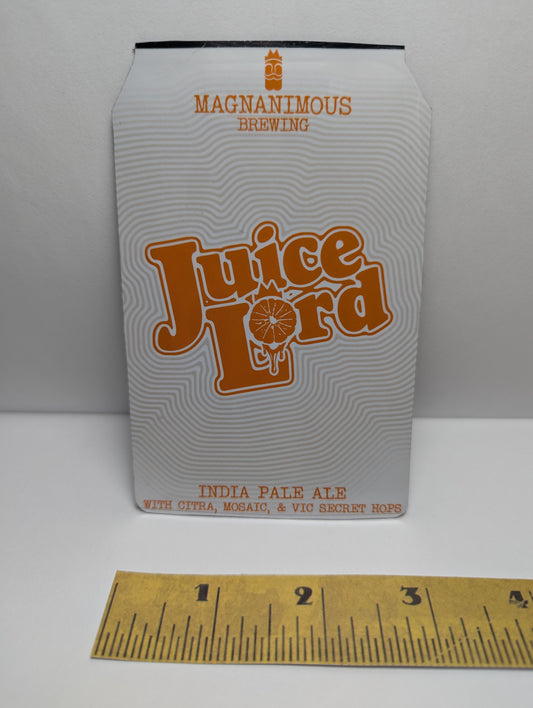 MAGNANIMOUS
BREWING
Juice
Lord
INDIA PALE ALE
WITH CITRA, MOSAIC, & VIC SECRET HOPS
1 2 3 4